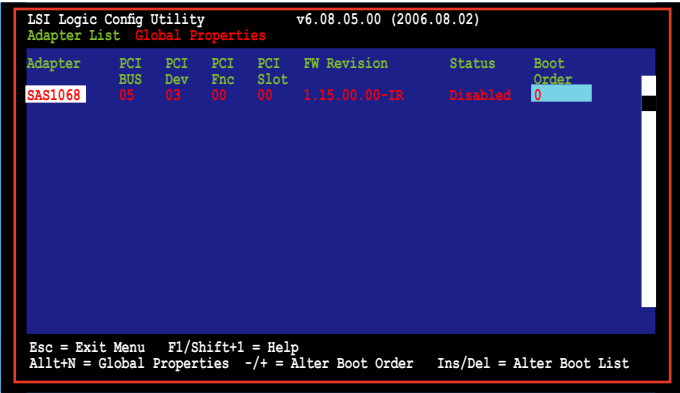 LSI Logic Config Utility v6.08.05.00 (2006.08.02)
Adapter List Global Properties
Adapter PCI PCI PCI PCI FW Revision Status Boot
BUS Dev Fnc Slot Order
SAS1068 05 03 00 00 1.15.00.00-IR Disabled 0
Esc = Exit Menu F1/Shift+1 = Help
Allt+N = Global Properties -/+ = Alter Boot Order Ins/Del = Alter Boot List